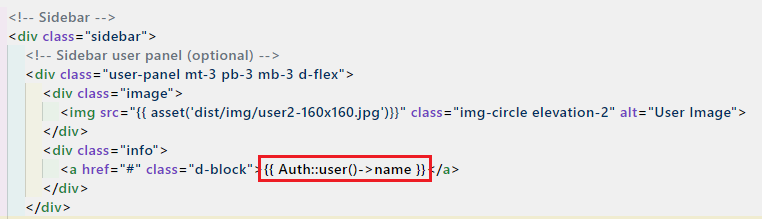 <!-- Sidebar -->
<div class="sidebar">
<!-- Sidebar user panel (optional) -->
<div class="user-panel mt-3 pb-3 mb-3 d-flex">
<div class="image">
<img src="{{ asset('dist/img/user2-160x160.jpg')}}" class="img-circle elevation-2" alt="User Image">
</div>
<div class="info">
<a href="#" class="d-block">{{ Auth::user()->name }}</a>
</div>
</div>